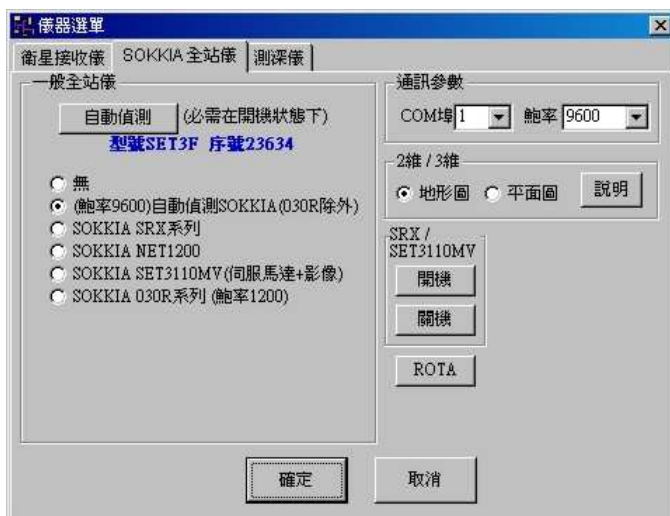 儀器選單
衛星接收儀 SOKKIA全站儀 測深儀
一般全站儀
自動偵測 (必需在開機狀態下)
型號SET3F 序號23634
無
(鮑率9600)自動偵測SOKKIA(030R除外)
SOKKIA SRX系列
SOKKIA NET1200
SOKKIA SET3110MV(伺服馬達+影像)
SOKKIA 030R系列 (鮑率1200)
通訊參數
COM埠 1 鮑率 9600
2維 / 3維
地形圖 平面圖 說明
SRX /
SET3110MV
開機
關機
ROTA
確定 取消